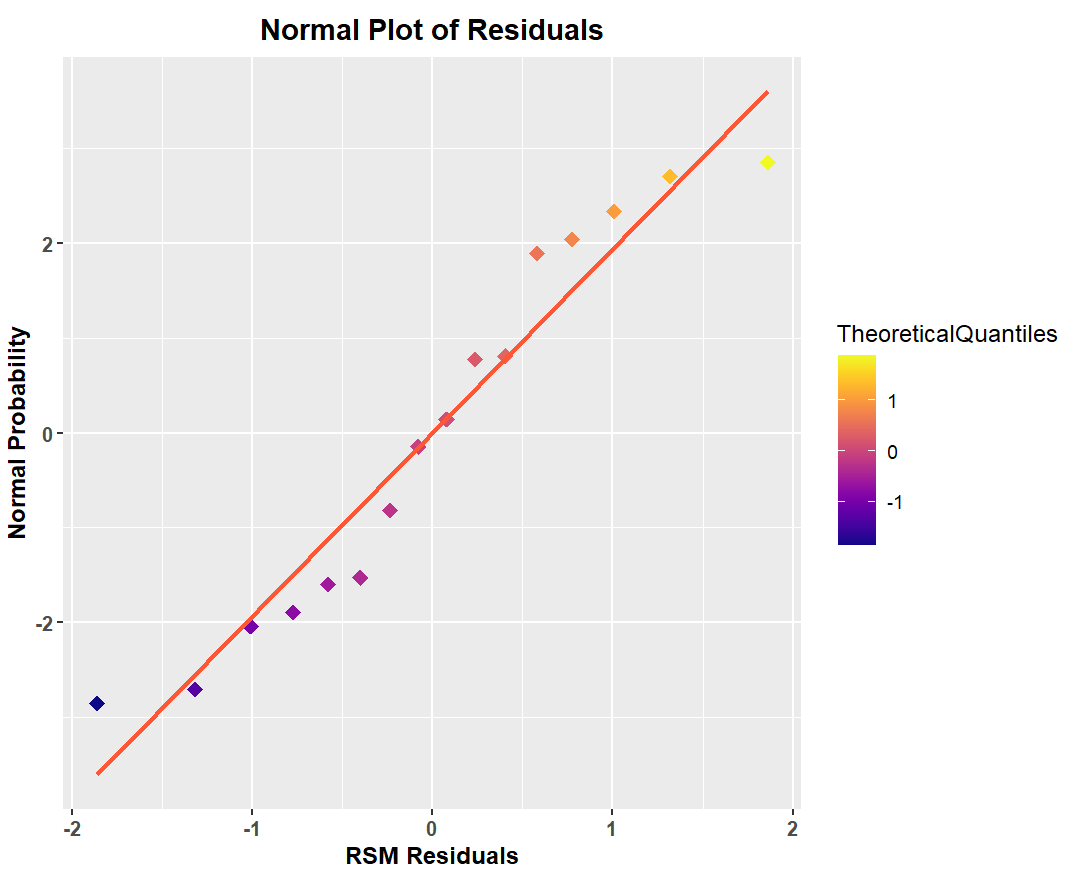 Normal Plot of Residuals
Normal Probability
2
0
-2
-2
-1
0
1
2
RSM Residuals
TheoreticalQuantiles
1
0
-1